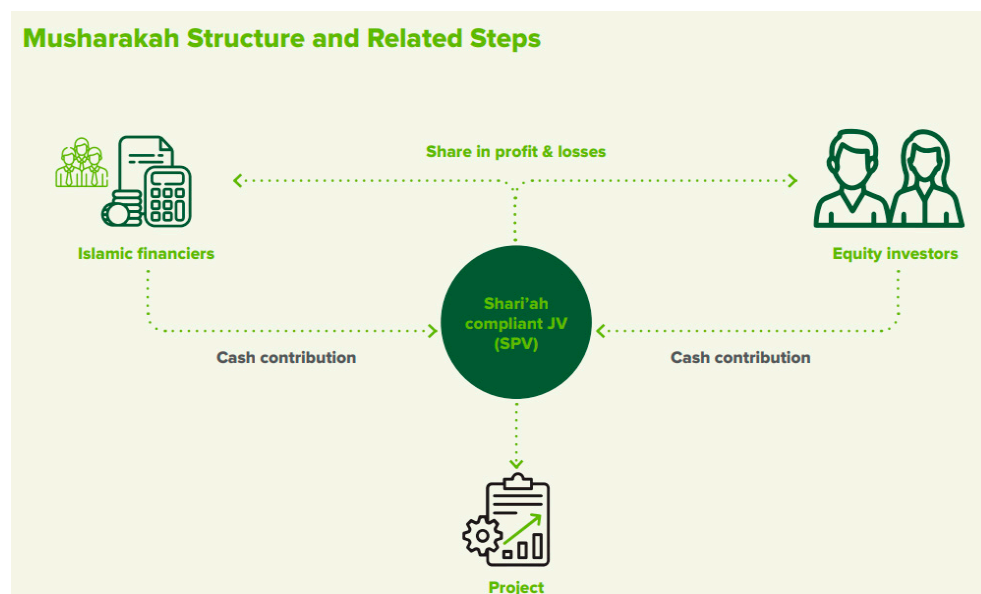 Musharakah Structure and Related Steps
Share in profit & losses
Islamic financiers
Equity investors
Shari’ah
compliant JV
(SPV)
Cash contribution
Cash contribution
Project